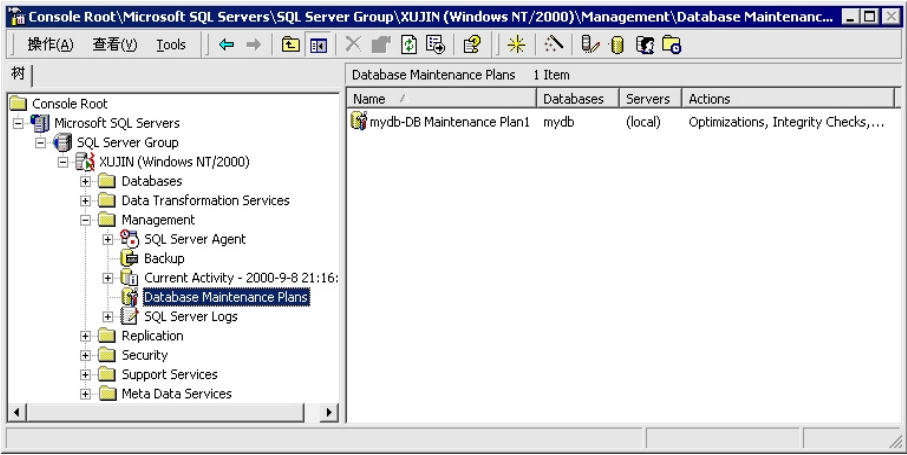 Console Root\Microsoft SQL Servers\SQL Server Group\XUJIN (Windows NT/2000)\Management\Database Maintenanc...
操作(A) 查看(V) Tools
树
Database Maintenance Plans 1 Item
Name Databases Servers Actions
mydb-DB Maintenance Plan1 mydb (local) Optimizations, Integrity Checks,...
Console Root
Microsoft SQL Servers
SQL Server Group
XUJIN (Windows NT/2000)
Databases
Data Transformation Services
Management
SQL Server Agent
Backup
Current Activity - 2000-9-8 21:16:
Database Maintenance Plans
SQL Server Logs
Replication
Security
Support Services
Meta Data Services